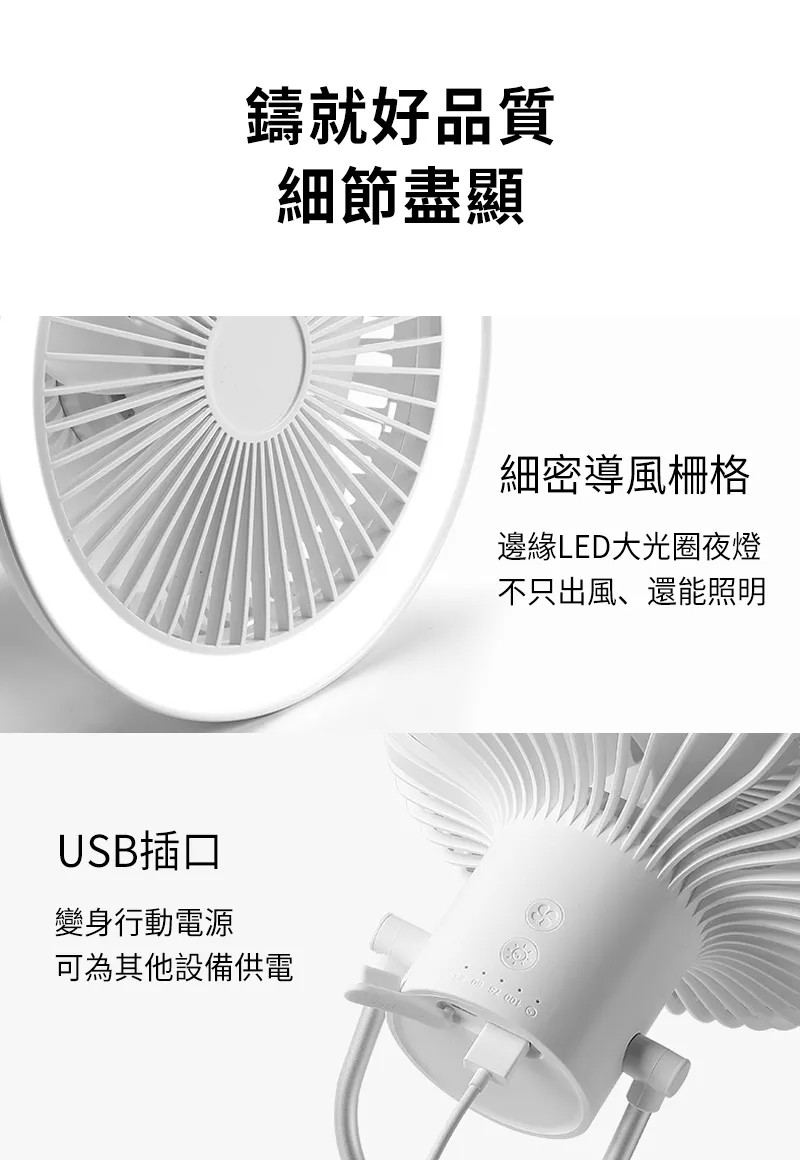 鑄就好品質
細節盡顯
細密導風柵格
邊緣LED大光圈夜燈
不只出風、還能照明
USB插口
變身行動電源
可為其他設備供電